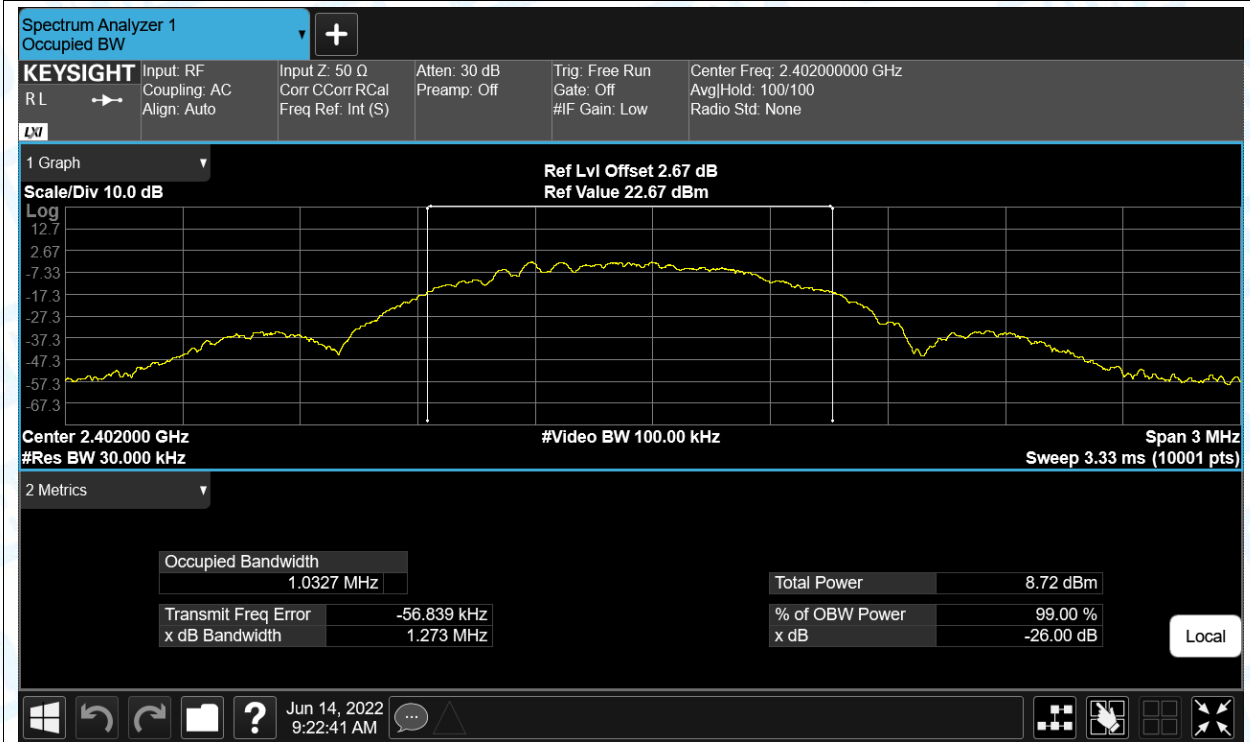 Spectrum Analyzer 1
Occupied BW
KEYSIGHT
R L
LXI
Input: RF
Coupling: AC
Align: Auto
Input Z: 50 Ω
Corr CCorr RCal
Freq Ref: Int (S)
Atten: 30 dB
Preamp: Off
Trig: Free Run
Gate: Off
#IF Gain: Low
Center Freq: 2.402000000 GHz
Avg|Hold: 100/100
Radio Std: None
1 Graph
Scale/Div 10.0 dB
Ref Lvl Offset 2.67 dB
Ref Value 22.67 dBm
Log
12.7
2.67
-7.33
-17.3
-27.3
-37.3
-47.3
-57.3
-67.3
Center 2.402000 GHz
#Res BW 30.000 kHz
#Video BW 100.00 kHz
Span 3 MHz
Sweep 3.33 ms (10001 pts)
2 Metrics
Occupied Bandwidth
1.0327 MHz
Transmit Freq Error -56.839 kHz
x dB Bandwidth 1.273 MHz
Total Power 8.72 dBm
% of OBW Power 99.00 %
x dB -26.00 dB
Local
?
Jun 14, 2022
9:22:41 AM